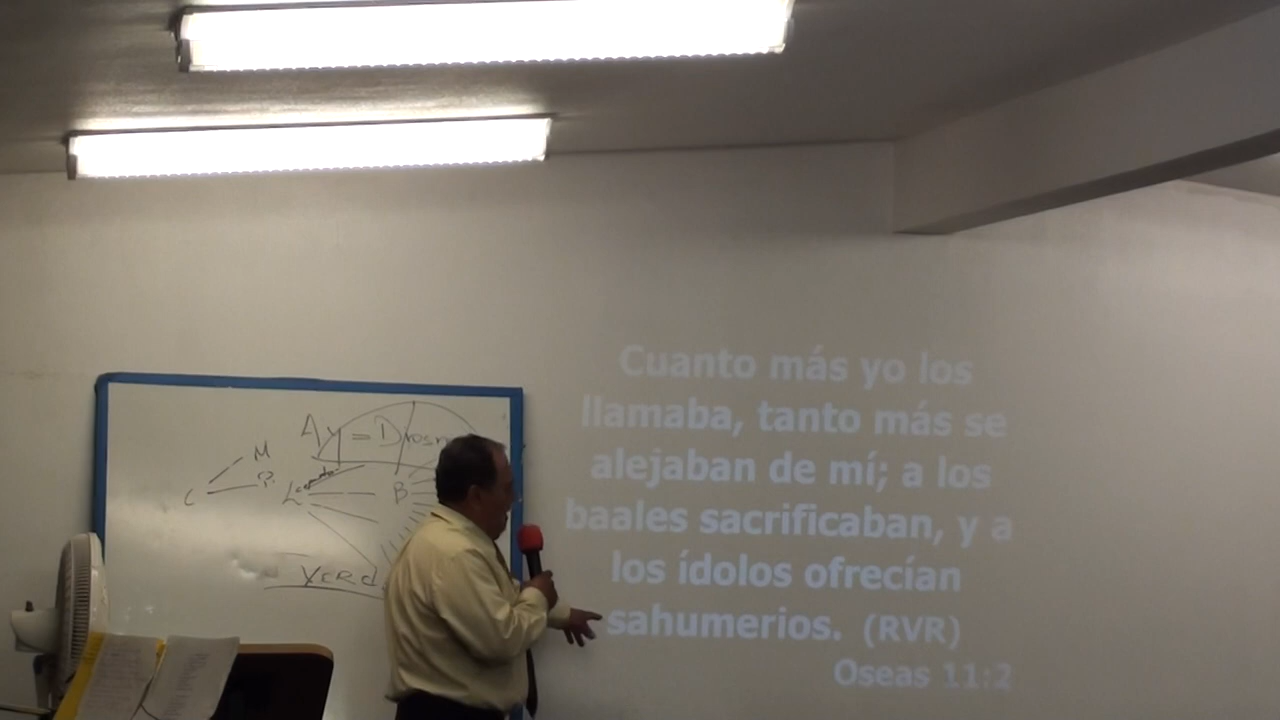 Cuanto más yo los
llamaba, tanto más se
alejaban de mí; a los
baales sacrificaban, y a
los ídolos ofrecían
sahumerios. (RVR)
Oseas 11:2
Ay =
M
C
P.
B